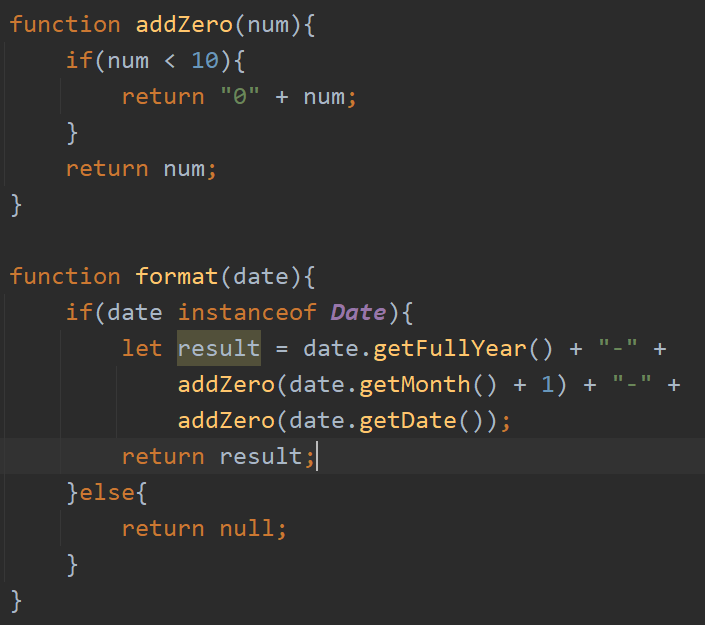 function addZero(num){
    if(num < 10){
        return "0" + num;
    }
    return num;
}

function format(date){
    if(date instanceof Date){
        let result = date.getFullYear() + "-" +
            addZero(date.getMonth() + 1) + "-" +
            addZero(date.getDate());
        return result;
    }else{
        return null;
    }
}